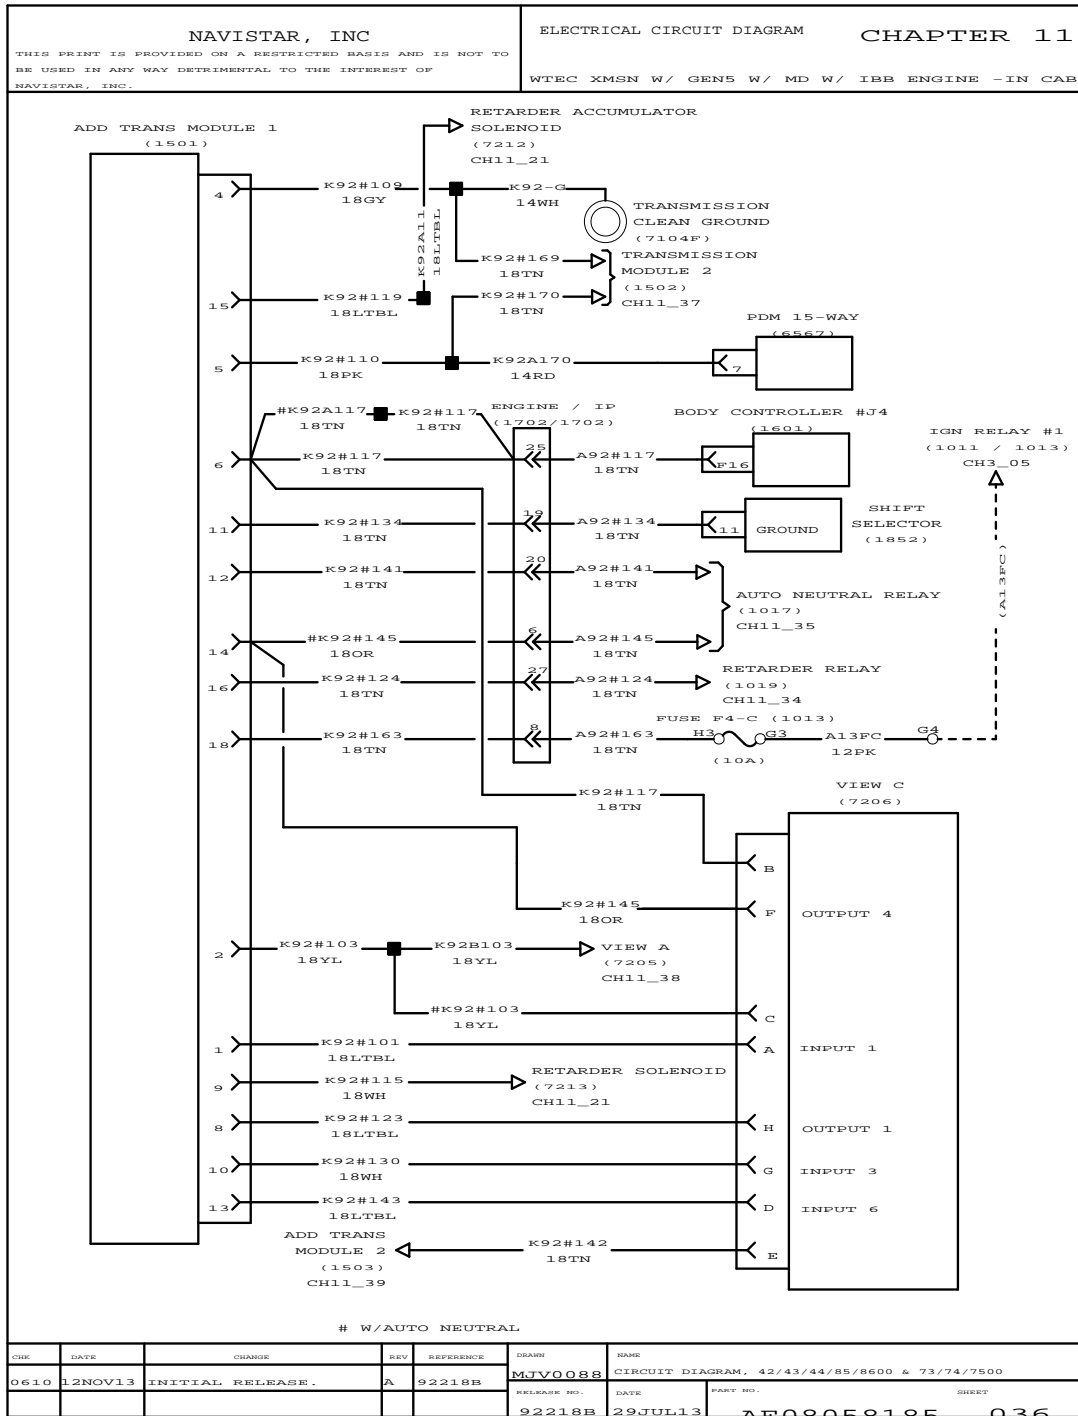 NAVISTAR, INC
THIS PRINT IS PROVIDED ON A RESTRICTED BASIS AND IS NOT TO
BE USED IN ANY WAY DETRIMENTAL TO THE INTEREST OF
NAVISTAR, INC.
ELECTRICAL CIRCUIT DIAGRAM
CHAPTER 11
WTEC XMSN W/ GEN5 W/ MD W/ IBB ENGINE -IN CAB
ADD TRANS MODULE 1
(1501)
RETARDER ACCUMULATOR
SOLENOID
(7212)
CH11_21
4
K92#109
18GY
K92-G
14WH
TRANSMISSION
CLEAN GROUND
(7104F)
K92A11
18LTBL
K92#169
18TN
TRANSMISSION
MODULE 2
(1502)
CH11_37
15
K92#119
18LTBL
K92#170
18TN
PDM 15-WAY
(6567)
5
K92#110
18PK
K92A170
14RD
7
#K92A117
18TN
K92#117
18TN
ENGINE / IP
(1702/1702)
BODY CONTROLLER #J4
(1601)
IGN RELAY #1
(1011 / 1013)
CH3_05
6
K92#117
18TN
25
A92#117
18TN
F16
11
K92#134
18TN
19
A92#134
18TN
11
GROUND
SHIFT
SELECTOR
(1852)
12
K92#141
18TN
20
A92#141
18TN
(A13FC)
AUTO NEUTRAL RELAY
(1017)
CH11_35
14
#K92#145
18OR
6
A92#145
18TN
16
K92#124
18TN
27
A92#124
18TN
RETARDER RELAY
(1019)
CH11_34
FUSE F4-C (1013)
18
K92#163
18TN
8
A92#163
18TN
H3
G3
(10A)
A13FC
12PK
G4
K92#117
18TN
VIEW C
(7206)
B
K92#145
18OR
F
OUTPUT 4
2
K92#103
18YL
K92B103
18YL
VIEW A
(7205)
CH11_38
#K92#103
18YL
C
1
K92#101
18LTBL
A
INPUT 1
9
K92#115
18WH
RETARDER SOLENOID
(7213)
CH11_21
8
K92#123
18LTBL
H
OUTPUT 1
10
K92#130
18WH
G
INPUT 3
13
K92#143
18LTBL
D
INPUT 6
ADD TRANS
MODULE 2
(1503)
CH11_39
K92#142
18TN
E
# W/AUTO NEUTRAL
CHK DATE CHANGE REV REFERENCE
0610 12NOV13 INITIAL RELEASE. A 92218B
DRAWN
MJV0088
NAME
CIRCUIT DIAGRAM, 42/43/44/85/8600 & 73/74/7500
RELEASE NO.
92218B
DATE
29JUL13
PART NO.
SHEET
AE08058185
036